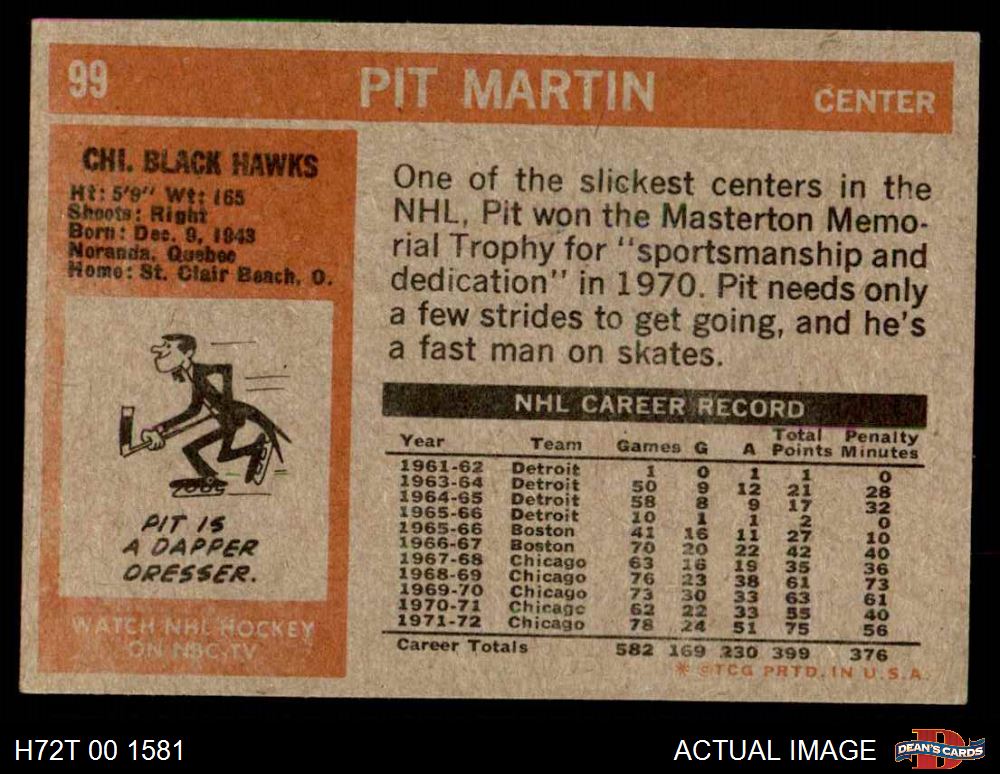 99 PIT MARTIN CENTER
CHI. BLACK HAWKS
Ht: 5'9" Wt: 165
Shoots: Right
Born: Dec. 9, 1943
Noranda, Quebec
Home: St. Clair Beach, O.
PIT IS
A DAPPER
DRESSER.
WATCH NHL HOCKEY
ON NBC-TV
One of the slickest centers in the
NHL, Pit won the Masterton Memo-
rial Trophy for "sportsmanship and
dedication" in 1970. Pit needs only
a few strides to get going, and he's
a fast man on skates.
NHL CAREER RECORD
Year Team Games G A Total Points Penalty Minutes
1961-62 Detroit 1 0 1 1 0
1963-64 Detroit 50 9 12 21 28
1964-65 Detroit 58 8 9 17 32
1965-66 Detroit 10 1 1 2 0
1965-66 Boston 41 16 11 27 10
1966-67 Boston 70 20 22 42 40
1967-68 Chicago 63 16 19 35 36
1968-69 Chicago 76 23 38 61 73
1969-70 Chicago 73 30 33 63 61
1970-71 Chicago 62 22 33 55 40
1971-72 Chicago 78 24 51 75 56
Career Totals 582 169 230 399 376
* ©TCG PRTD. IN U.S.A.
H72T 00 1581 ACTUAL IMAGE DEAN'S CARDS